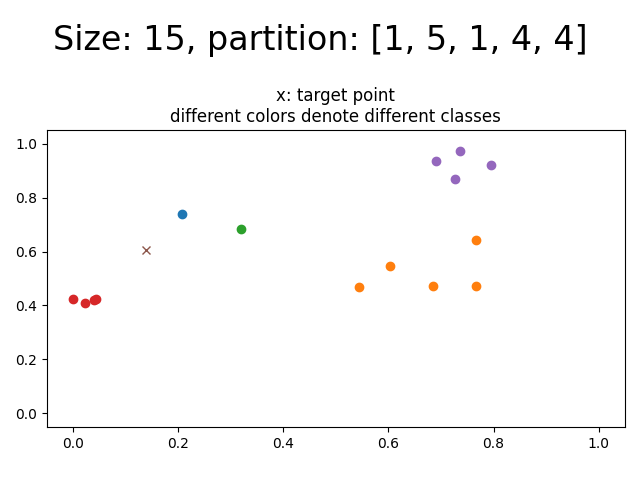 Size: 15, partition: [1, 5, 1, 4, 4]
x: target point
different colors denote different classes
1.0
0.8
0.6
0.4
0.2
0.0
0.0 0.2 0.4 0.6 0.8 1.0